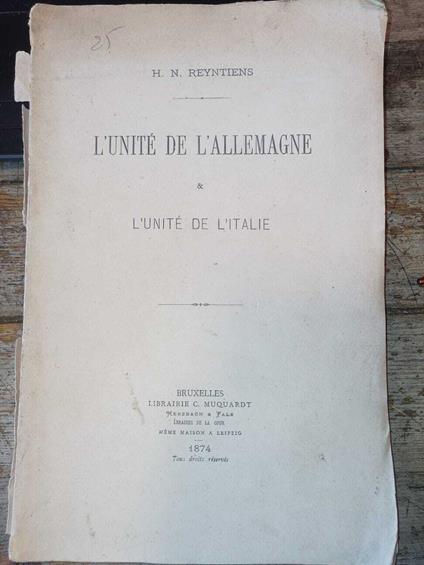 25
H. N. REYNTIENS
L'UNITÉ DE L'ALLEMAGNE
&
L'UNITÉ DE L'ITALIE
BRUXELLES
LIBRAIRIE C. MUQUARDT
MERZBACH & FALK
LIBRAIRES DE LA COUR
MÊME MAISON A LEIPZIG
1874
Tous droits réservés